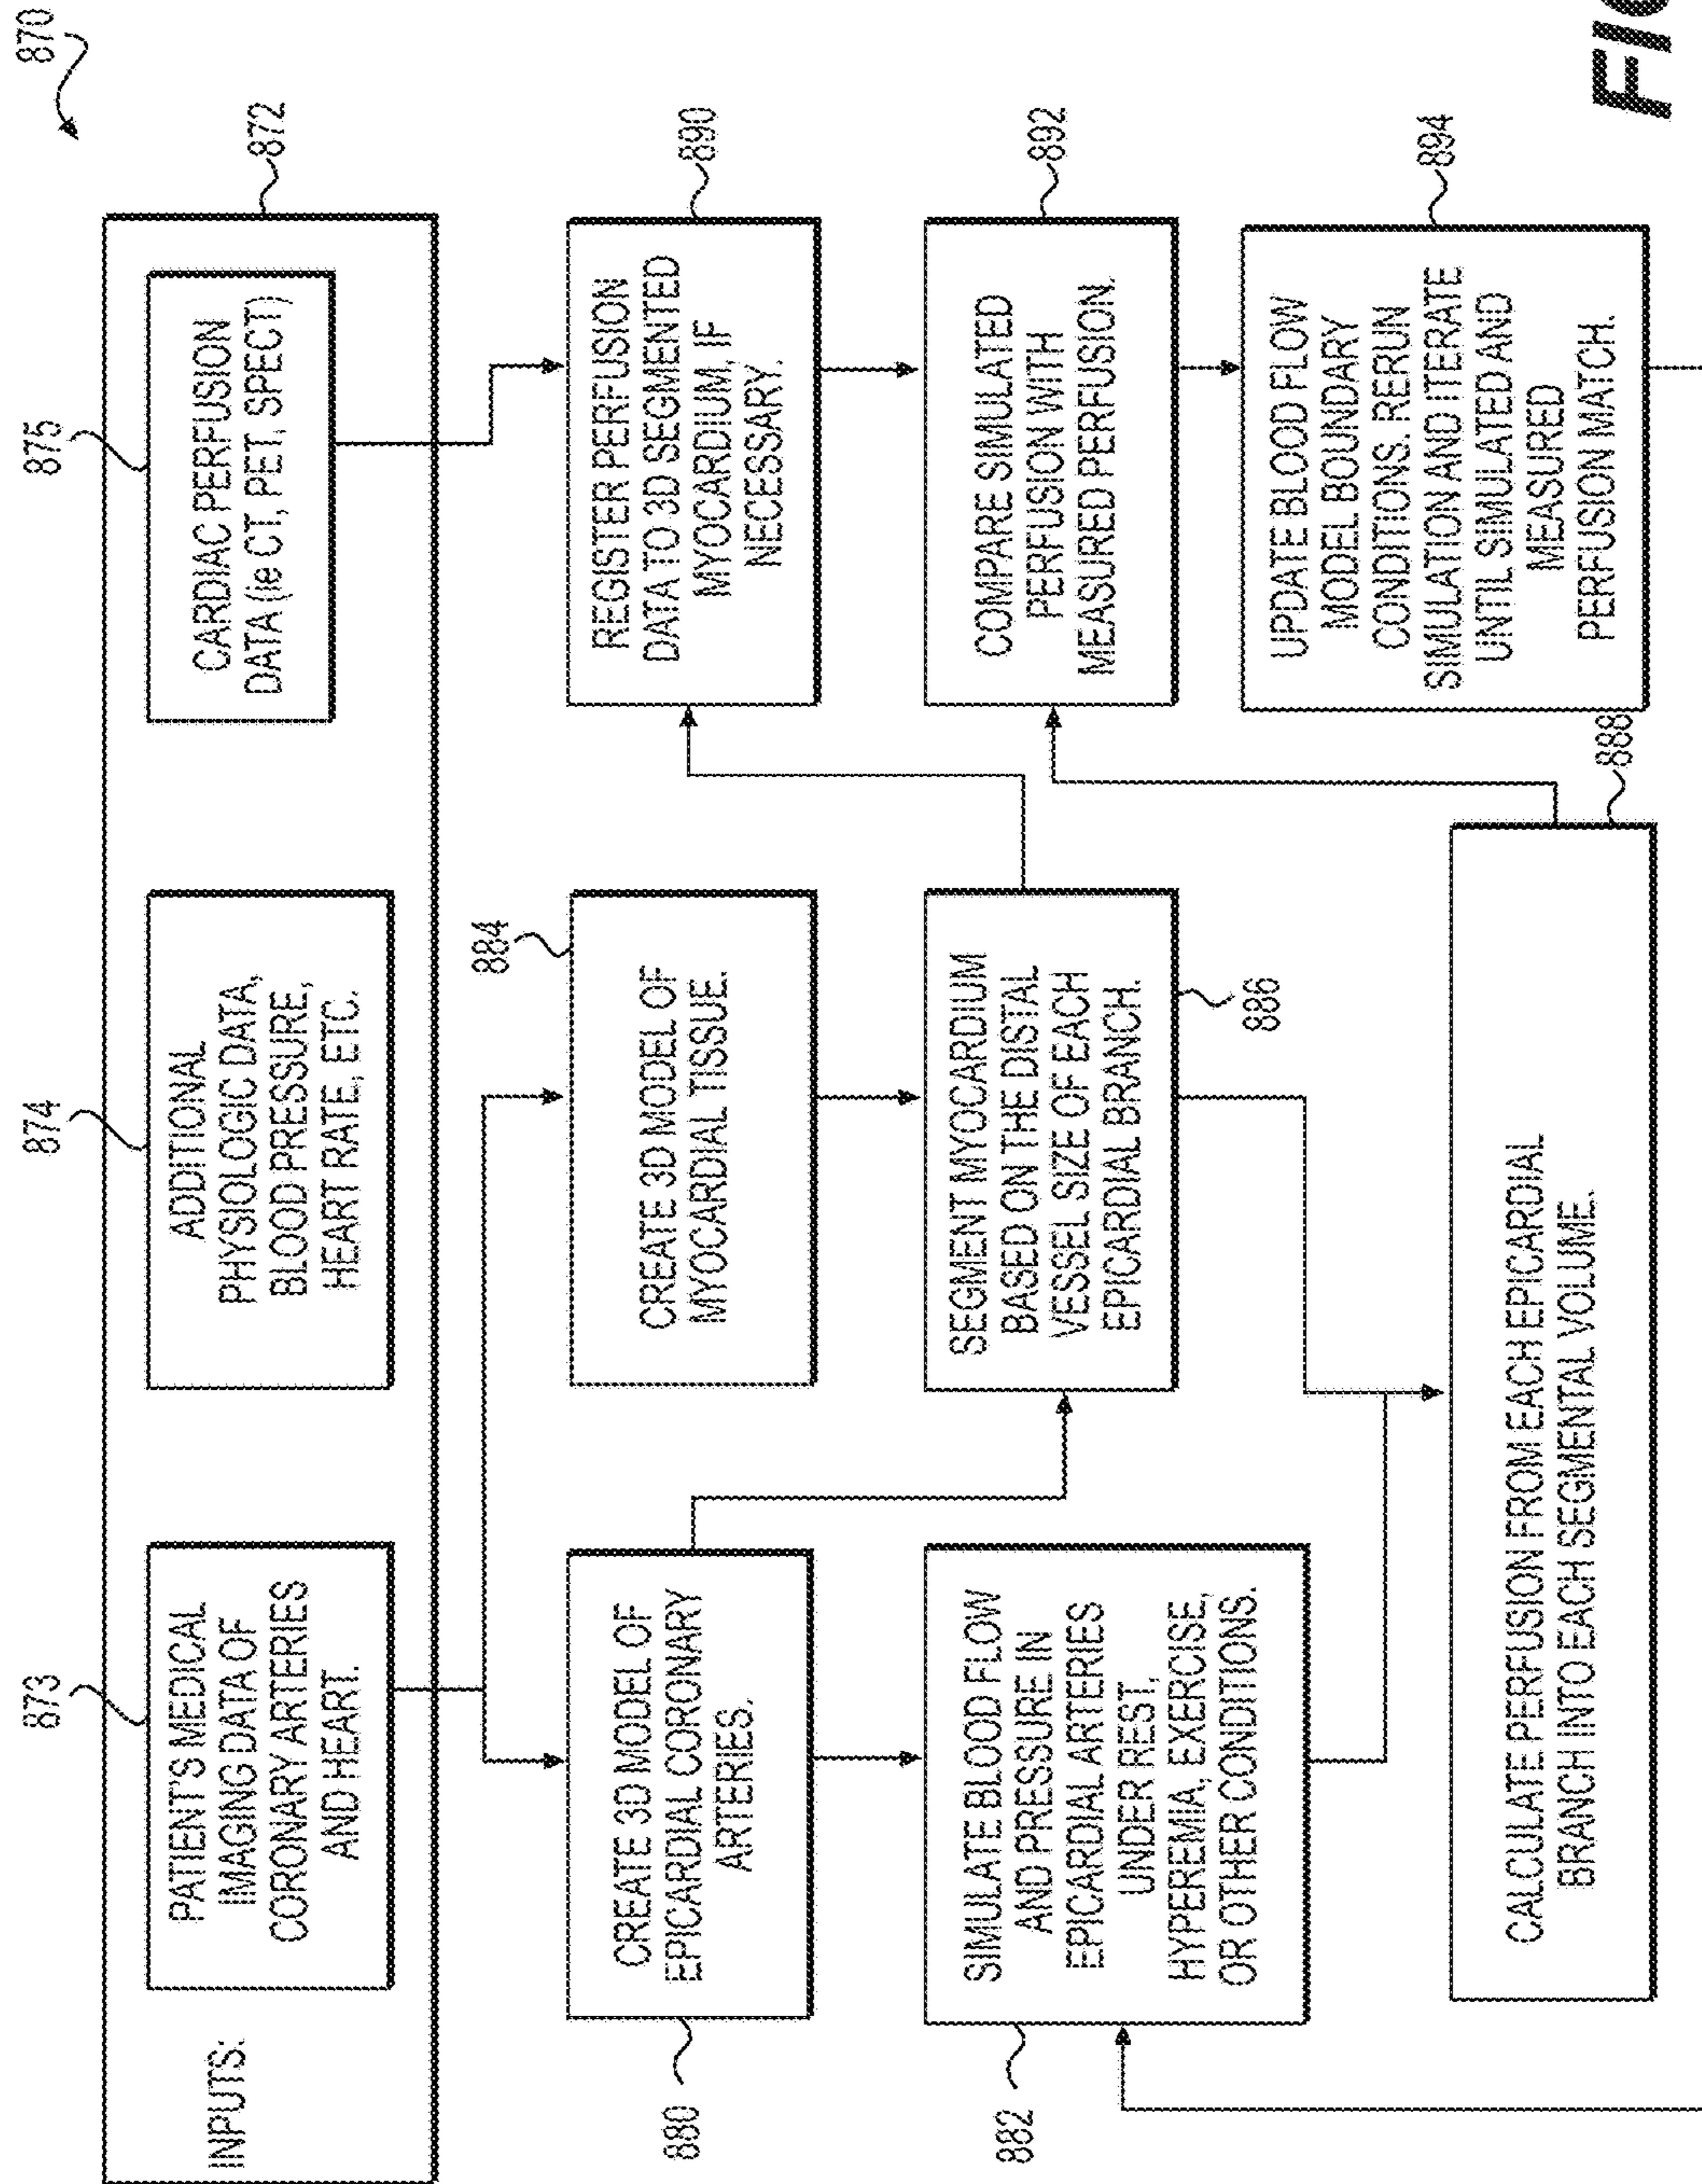 870
INPUTS:
872
873
PATIENT'S MEDICAL
IMAGING DATA OF
CORONARY ARTERIES
AND HEART.
874
ADDITIONAL
PHYSIOLOGIC DATA,
BLOOD PRESSURE,
HEART RATE, ETC.
875
CARDIAC PERFUSION
DATA (ie CT, PET, SPECT)
880
CREATE 3D MODEL OF
EPICARDIAL CORONARY
ARTERIES.
884
CREATE 3D MODEL OF
MYOCARDIAL TISSUE.
890
REGISTER PERFUSION
DATA TO 3D SEGMENTED
MYOCARDIUM, IF
NECESSARY.
882
SIMULATE BLOOD FLOW
AND PRESSURE IN
EPICARDIAL ARTERIES
UNDER REST,
HYPEREMIA, EXERCISE,
OR OTHER CONDITIONS.
886
SEGMENT MYOCARDIUM
BASED ON THE DISTAL
VESSEL SIZE OF EACH
EPICARDIAL BRANCH.
892
COMPARE SIMULATED
PERFUSION WITH
MEASURED PERFUSION.
888
CALCULATE PERFUSION FROM EACH EPICARDIAL
BRANCH INTO EACH SEGMENTAL VOLUME.
894
UPDATE BLOOD FLOW
MODEL BOUNDARY
CONDITIONS. RERUN
SIMULATION AND ITERATE
UNTIL SIMULATED AND
MEASURED
PERFUSION MATCH.